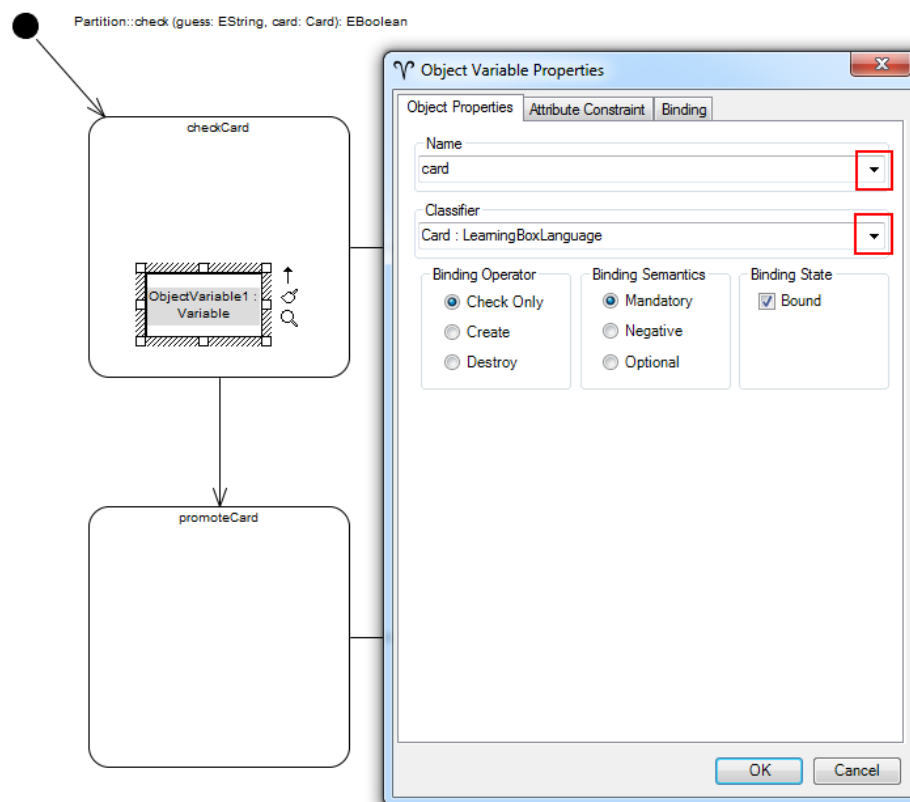 Partition::check (guess: EString, card: Card): EBoolean
checkCard
ObjectVariable1 :
Variable
promoteCard
Object Variable Properties
Object Properties
Attribute Constraint
Binding
Name
card
Classifier
Card : LearningBoxLanguage
Binding Operator
Check Only
Create
Destroy
Binding Semantics
Mandatory
Negative
Optional
Binding State
Bound
OK
Cancel